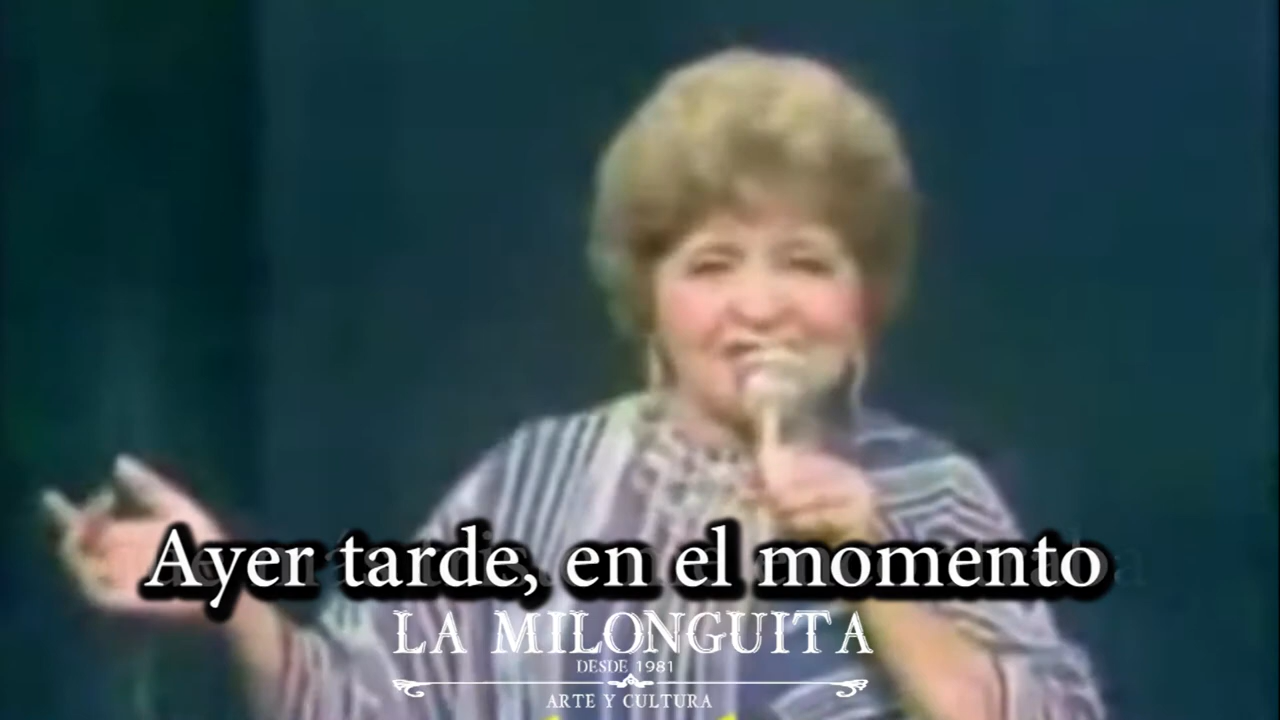 Ayer tarde, en el momento
LA MILONGUITA
DESDE 1981
ARTE Y CULTURA